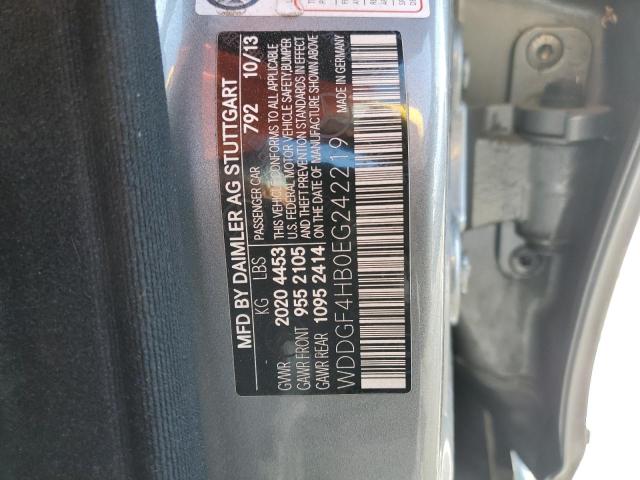 MFD BY DAIMLER AG STUTTGART
792 10/13
KG LBS PASSENGER CAR
GVWR 2020 4453 THIS VEHICLE CONFORMS TO ALL APPLICABLE
U.S. FEDERAL MOTOR VEHICLE SAFETY,BUMPER
GAWR FRONT 955 2105 AND THEFT PREVENTION STANDARDS IN EFFECT
GAWR REAR 1095 2414 ON THE DATE OF MANUFACTURE SHOWN ABOVE
WDDGF4HB0EG242219 MADE IN GERMANY